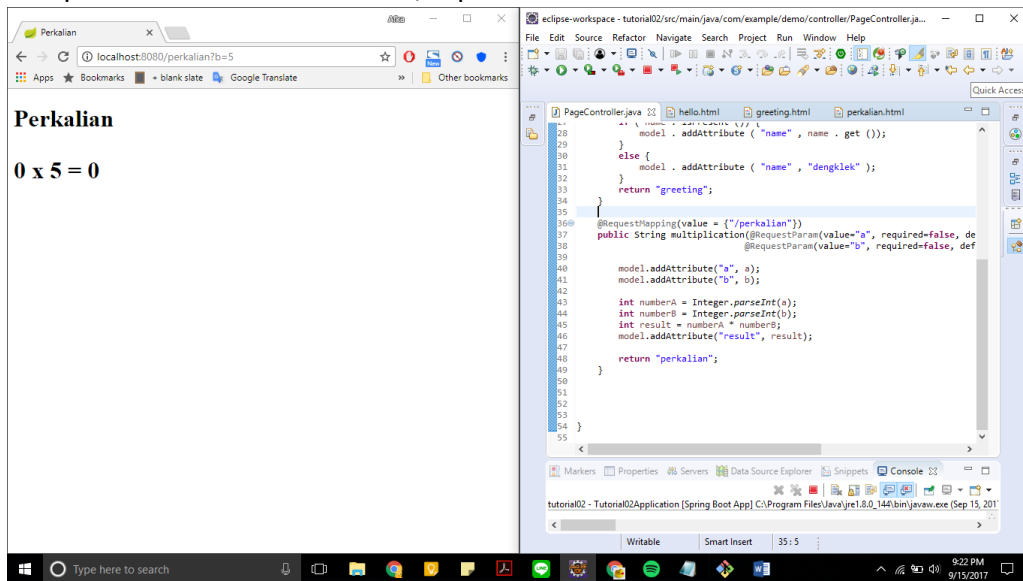 Afka
Perkalian
localhost:8080/perkalian?b=5
New
Apps Bookmarks + blank slate Google Translate » Other bookmarks
Perkalian
0 x 5 = 0
eclipse-workspace - tutorial02/src/main/java/com/example/demo/controller/PageController.ja...
File Edit Source Refactor Navigate Search Project Run Window Help
Quick Access
PageController.java hello.html greeting.html perkalian.html
28 model . addAttribute ( "name" , name . get ());
29 }
30 else {
31 model . addAttribute ( "name" , "dengklek" );
32 }
33 return "greeting";
34 }
35
36 @RequestMapping(value = {"/perkalian"})
37 public String multiplication(@RequestParam(value="a", required=false, de
38 @RequestParam(value="b", required=false, def
39
40 model.addAttribute("a", a);
41 model.addAttribute("b", b);
42
43 int numberA = Integer.parseInt(a);
44 int numberB = Integer.parseInt(b);
45 int result = numberA * numberB;
46 model.addAttribute("result", result);
47
48 return "perkalian";
49 }
50
51
52
53
54 }
55
Markers Properties Servers Data Source Explorer Snippets Console
tutorial02 - Tutorial02Application [Spring Boot App] C:\Program Files\Java\jre1.8.0_144\bin\javaw.exe (Sep 15, 201
Writable Smart Insert 35 : 5
Type here to search
9:22 PM
9/15/2017